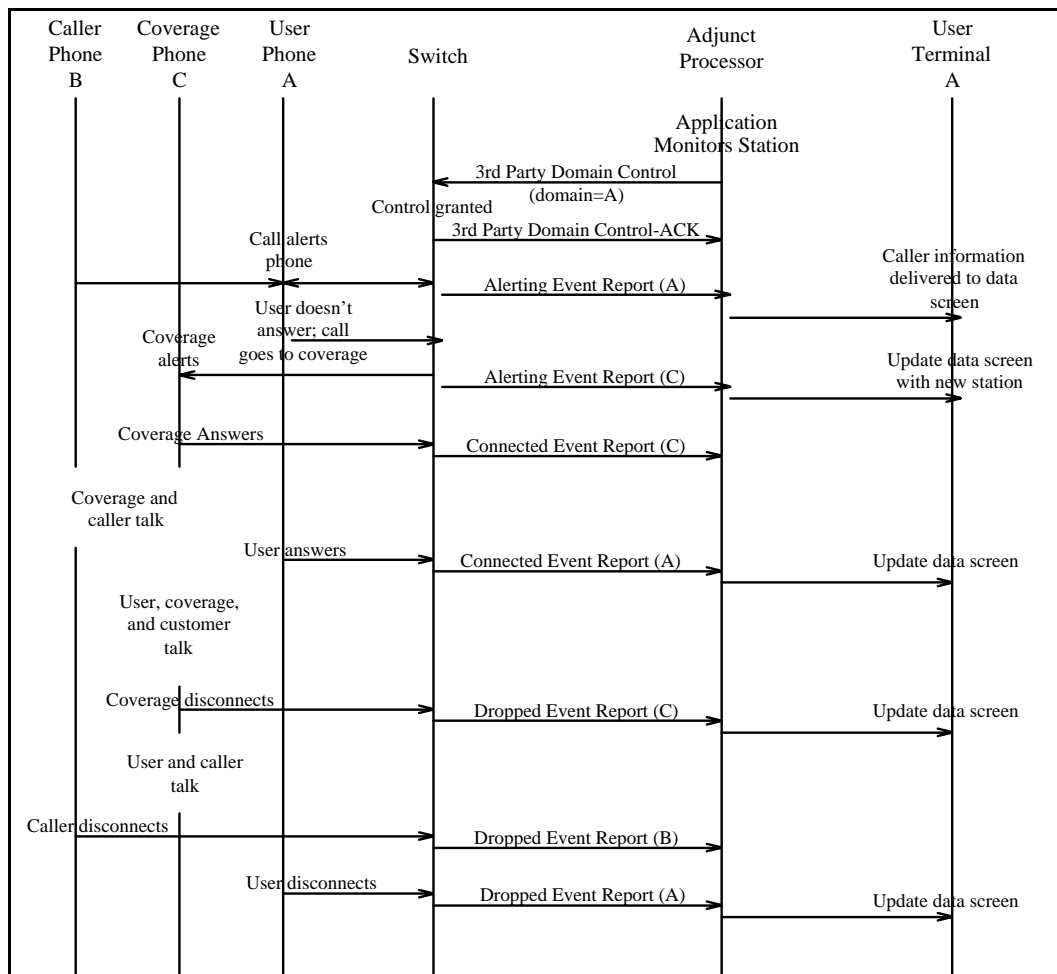 Caller
Phone
B
Coverage
Phone
C
User
Phone
A
Switch
Adjunct
Processor
User
Terminal
A
Application
Monitors Station
3rd Party Domain Control
(domain=A)
Control granted
3rd Party Domain Control-ACK
Call alerts
phone
Alerting Event Report (A)
Caller information
delivered to data
screen
User doesn't
answer; call
goes to coverage
Coverage
alerts
Alerting Event Report (C)
Update data screen
with new station
Coverage Answers
Connected Event Report (C)
Coverage and
caller talk
User answers
Connected Event Report (A)
Update data screen
User, coverage,
and customer
talk
Coverage disconnects
Dropped Event Report (C)
Update data screen
User and caller
talk
Caller disconnects
Dropped Event Report (B)
User disconnects
Dropped Event Report (A)
Update data screen